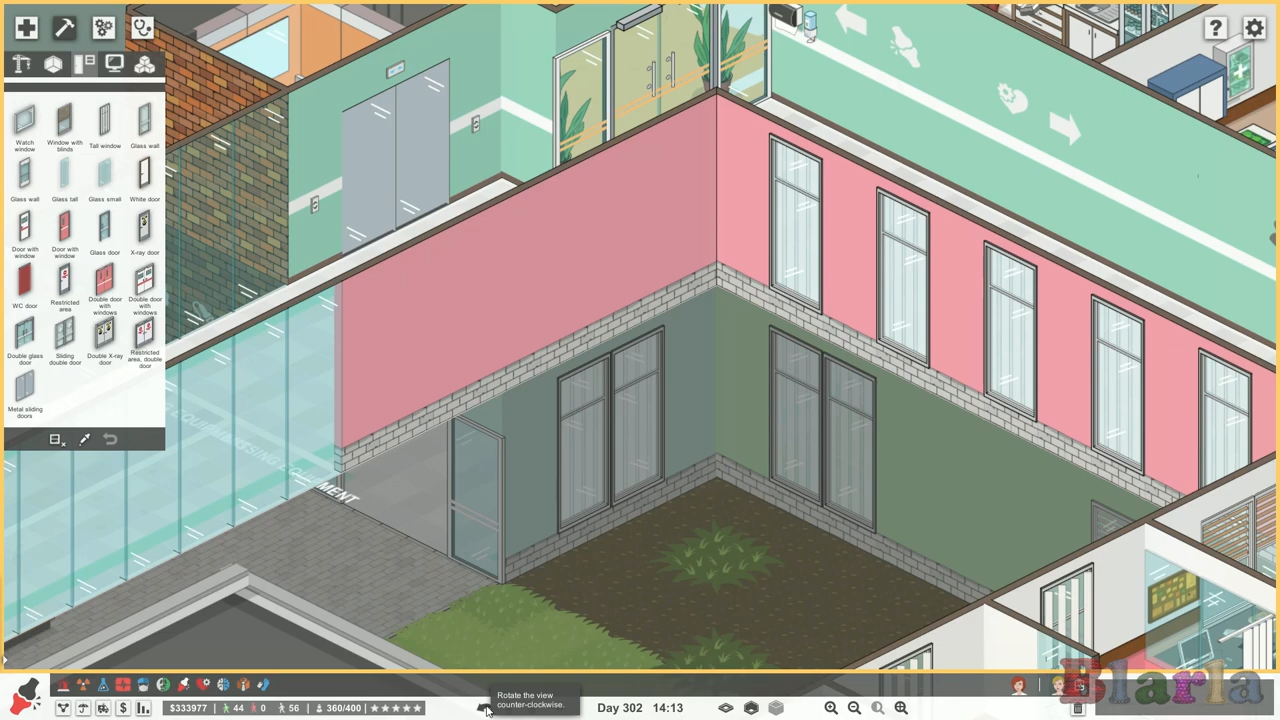 ?
Watch window
Window with blinds
Tall window
Glass wall
Glass wall
Glass tall
Glass small
White door
Door with window
Door with window
Glass door
X-ray door
WC door
Restricted area
Double door with windows
Double door with windows
Double glass door
Sliding double door
Double X-ray door
Restricted area, double door
Metal sliding doors
MENT
Rotate the view counter-clockwise.
$333977
44
0
56
360/400
Day 302
14:13
Blarla